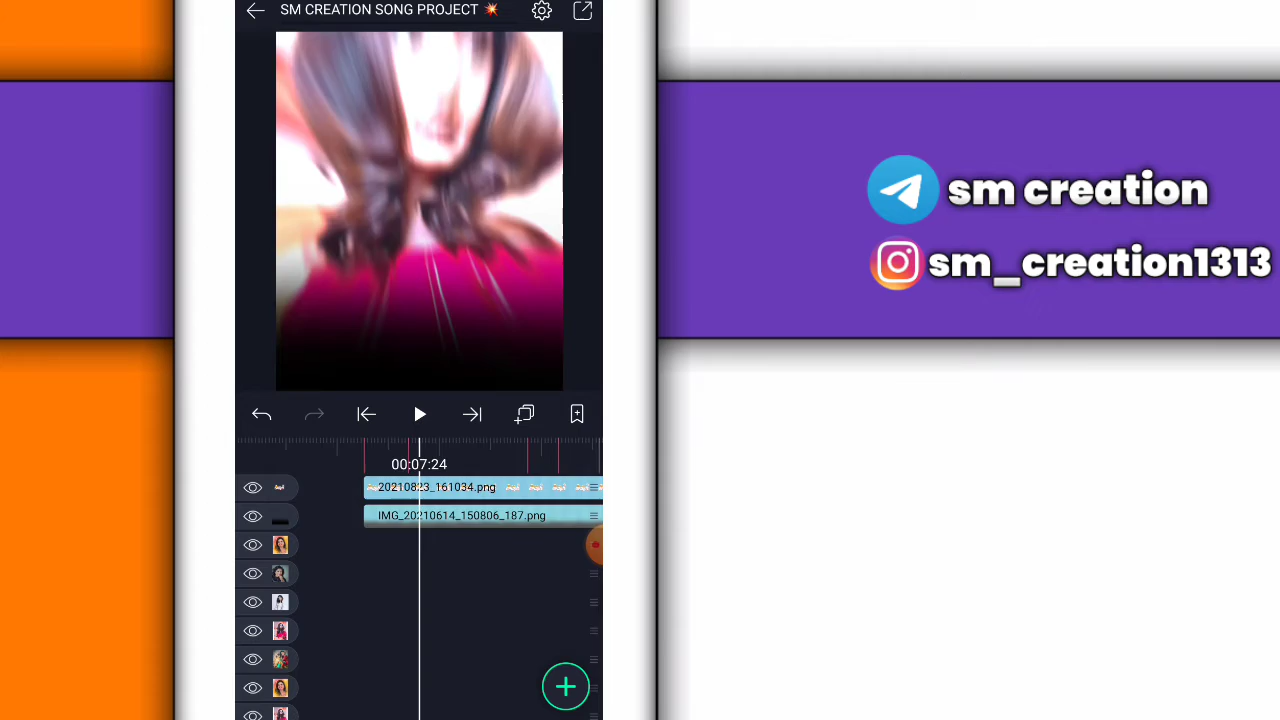 SM CREATION SONG PROJECT 💥
sm creation
sm_creation1313
00:07:24
20210823_161034.png
IMG_20210614_150806_187.png